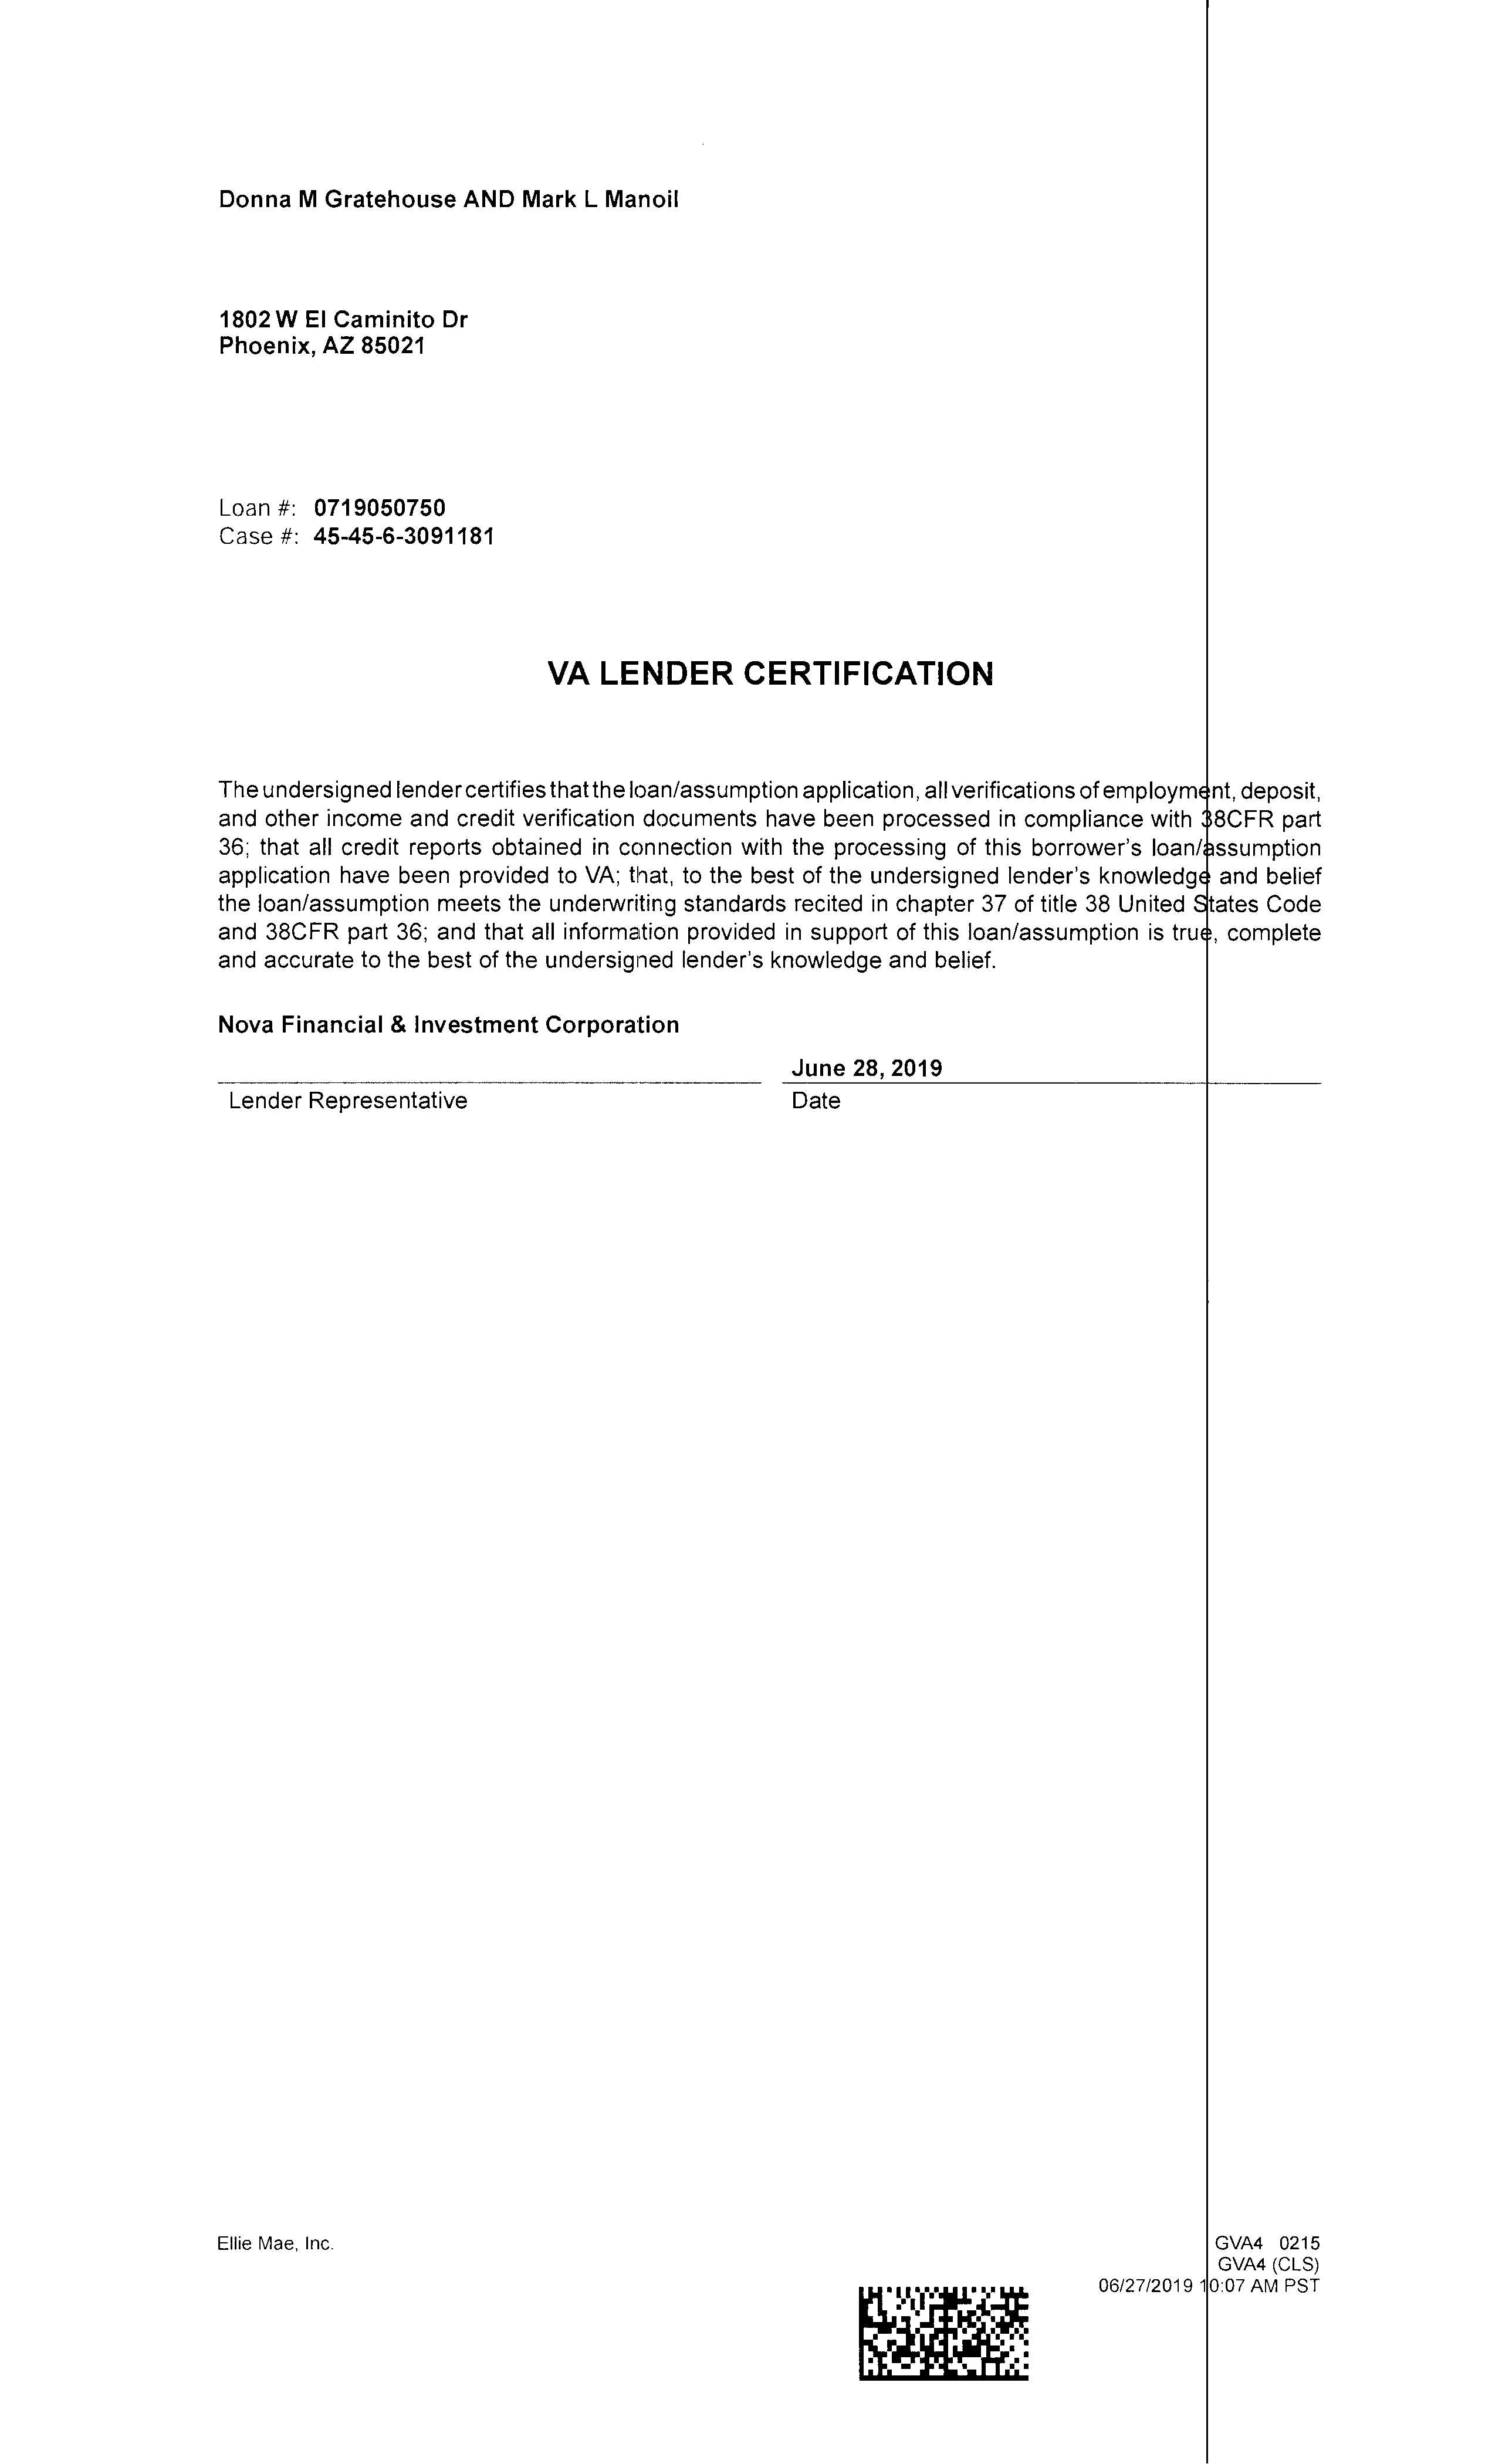 Donna M Gratehouse AND Mark L Manoil
1802 W El Caminito Dr
Phoenix, AZ 85021
Loan #: 0719050750
Case #: 45-45-6-3091181
VA LENDER CERTIFICATION
The undersigned lender certifies that the loan/assumption application, all verifications of employment, deposit,
and other income and credit verification documents have been processed in compliance with 38CFR part
36; that all credit reports obtained in connection with the processing of this borrower's loan/assumption
application have been provided to VA; that, to the best of the undersigned lender's knowledge and belief
the loan/assumption meets the underwriting standards recited in chapter 37 of title 38 United States Code
and 38CFR part 36; and that all information provided in support of this loan/assumption is true, complete
and accurate to the best of the undersigned lender's knowledge and belief.
Nova Financial & Investment Corporation
June 28, 2019
Lender Representative Date
Ellie Mae, Inc. GVA4 0215
GVA4 (CLS)
06/27/2019 10:07 AM PST